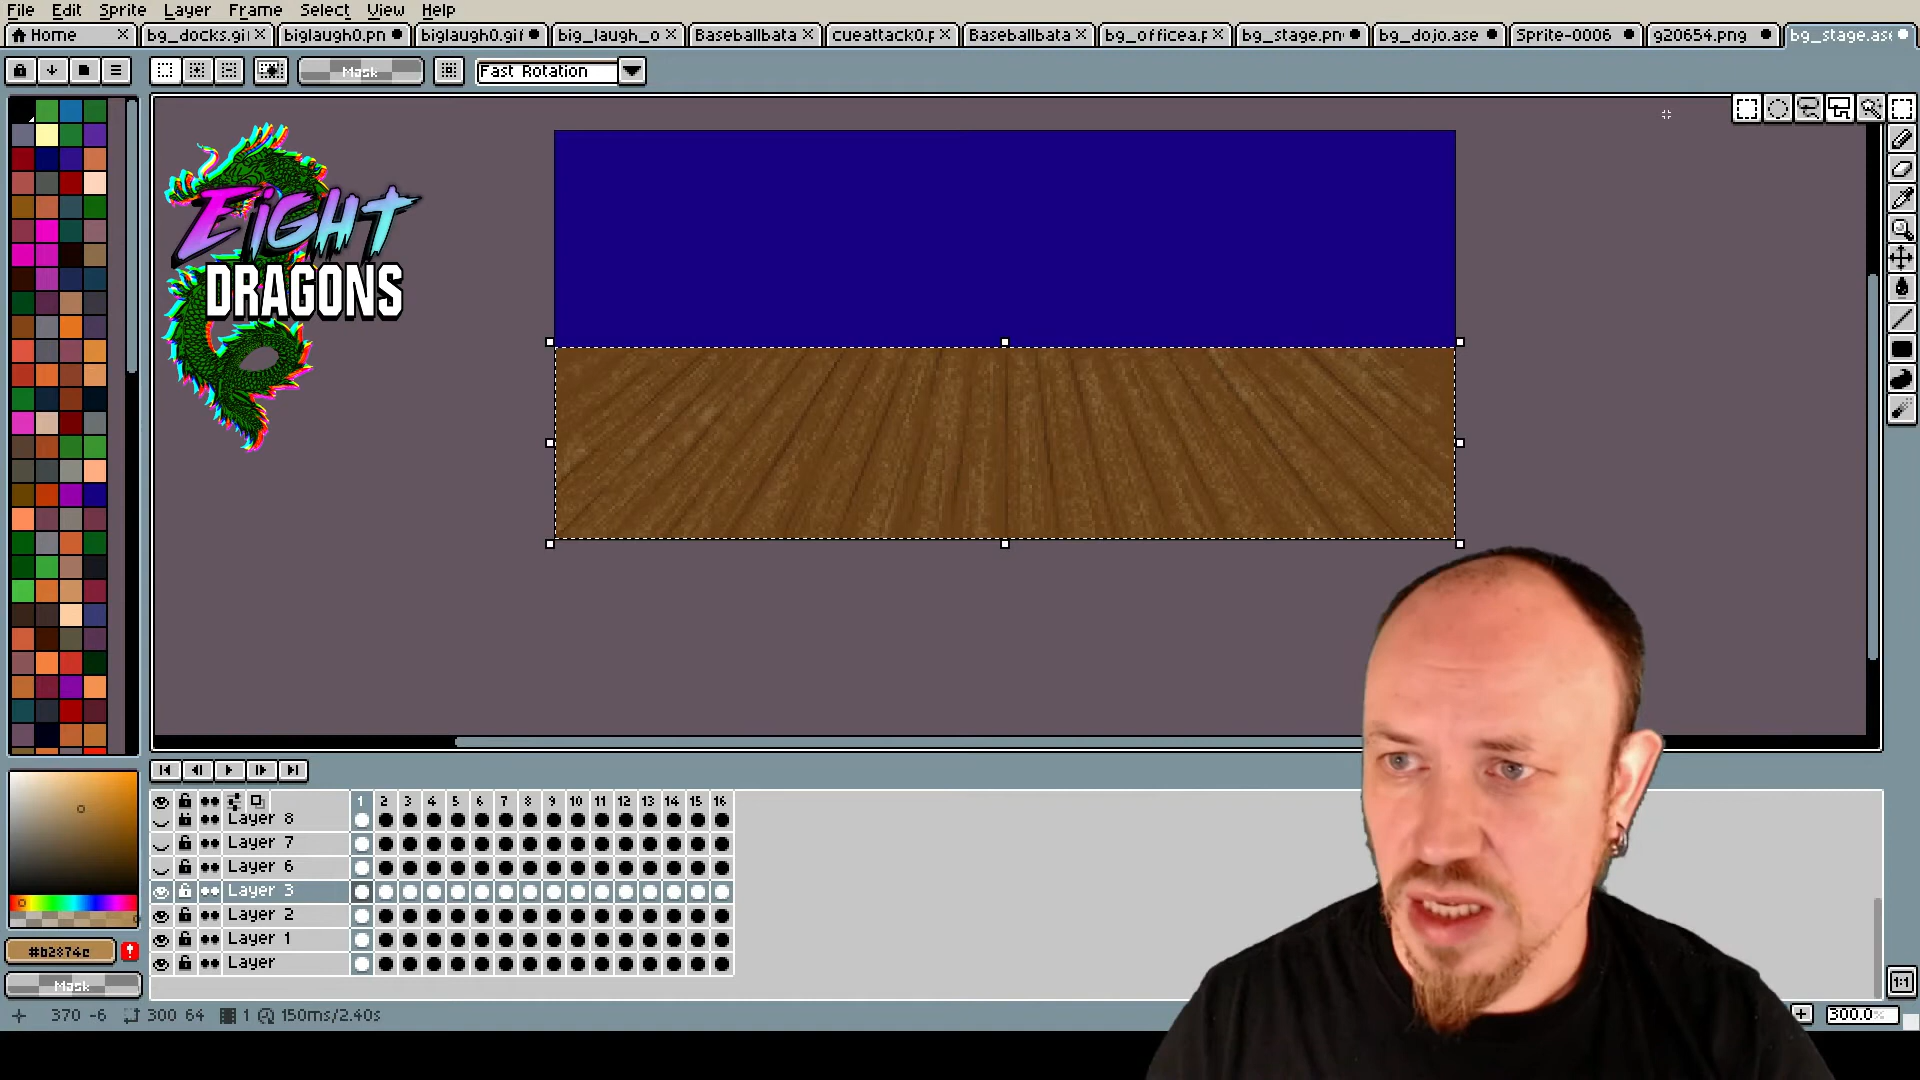 File Edit Sprite Layer Frame Select View Help
Home bg_docks.gi biglaugh0.pn biglaugh0.gif big_laugh_o Baseballbata cueattack0.p Baseballbata bg_officea.p bg_stage.pn bg_dojo.ase Sprite-0006 g20654.png bg_stage.ase
Mask Fast Rotation
EIGHT
DRAGONS
1 2 3 4 5 6 7 8 9 10 11 12 13 14 15 16
Layer 8
Layer 7
Layer 6
Layer 3
Layer 2
Layer 1
Layer
#b2874c
Mask
1:1
370 -6 300 64 1 150ms/2.40s
300.0%